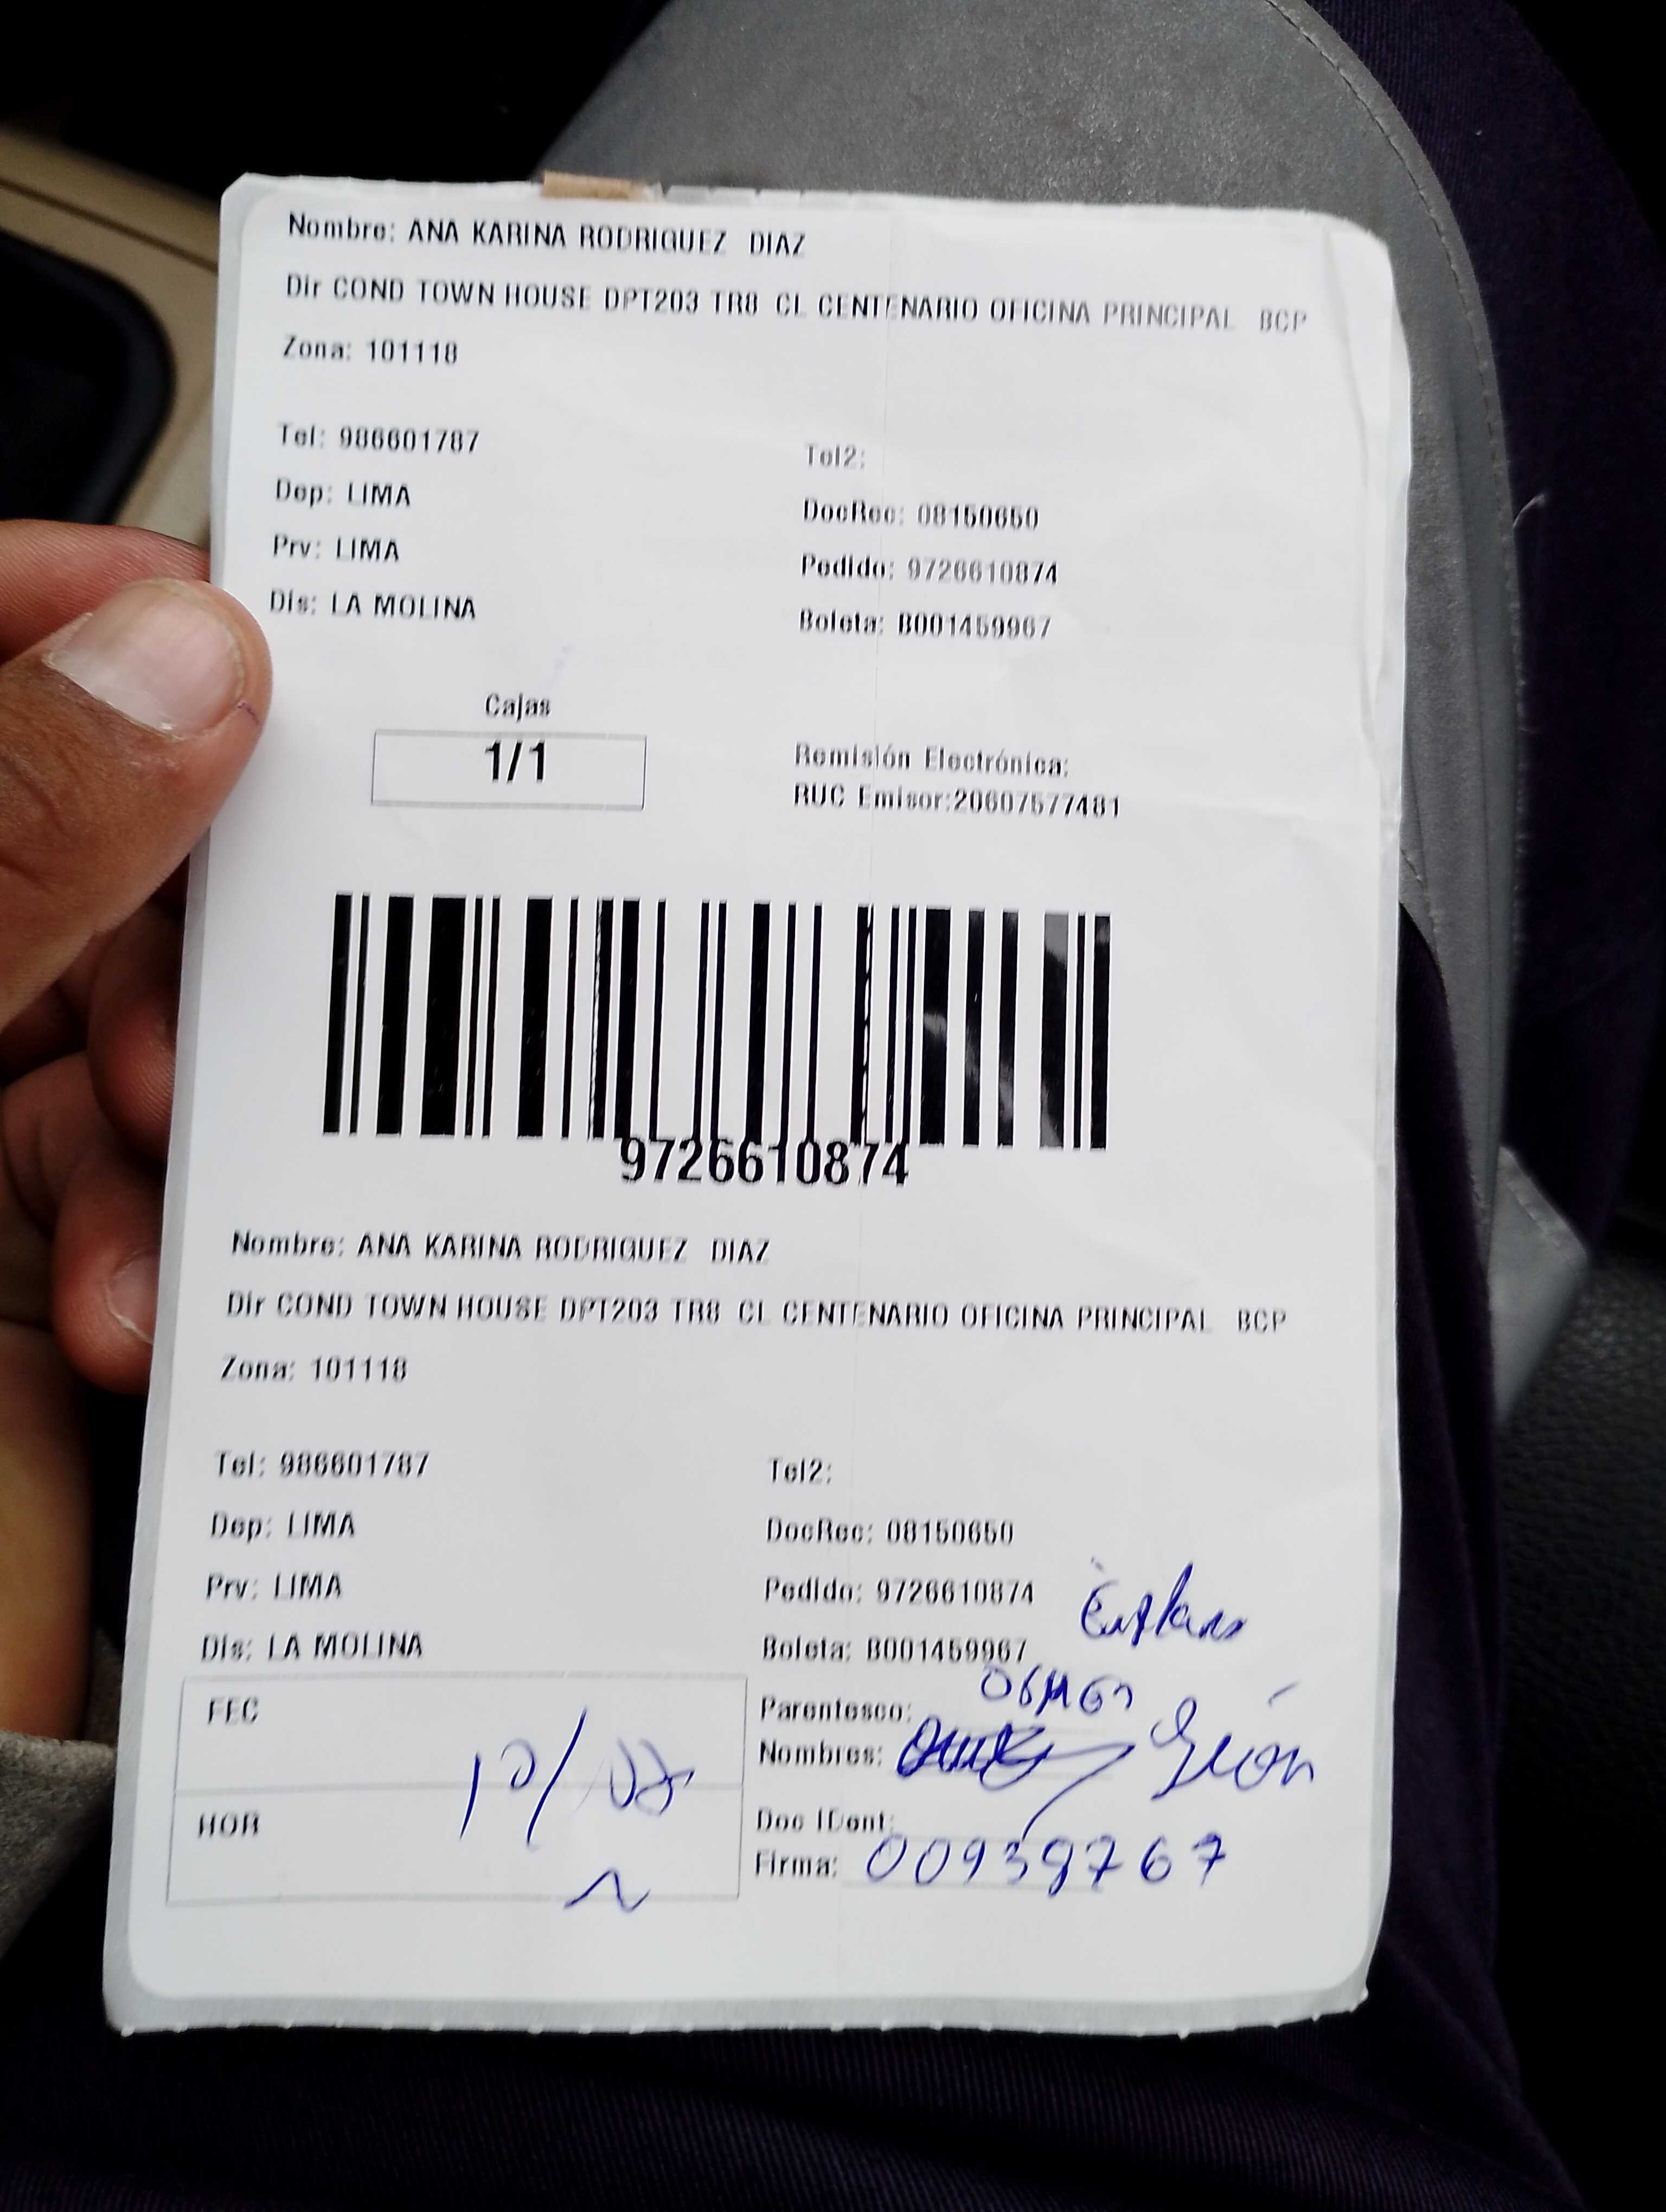 Nombre: ANA KARINA RODRIGUEZ DIAZ
Dir COND TOWN HOUSE DPT203 TR8 CL CENTENARIO OFICINA PRINCIPAL BCP
Zona: 101118
Tel: 986601787
Tel2:
Dep: LIMA
DocRec: 08150650
Prv: LIMA
Pedido: 9726610874
Dis: LA MOLINA
Boleta: B001459967
Cajas
1/1
Remisión Electrónica:
RUC Emisor:20607577481
9726610874
Nombre: ANA KARINA RODRIGUEZ DIAZ
Dir COND TOWN HOUSE DPT203 TR8 CL CENTENARIO OFICINA PRINCIPAL BCP
Zona: 101118
Tel: 986601787
Tel2:
Dep: LIMA
DocRec: 08150650
Prv: LIMA
Pedido: 9726610874
Dis: LA MOLINA
Boleta: B001459967
FEC
Parentesco:
Nombres:
HOR
Doc IDent:
Firma: 00939767